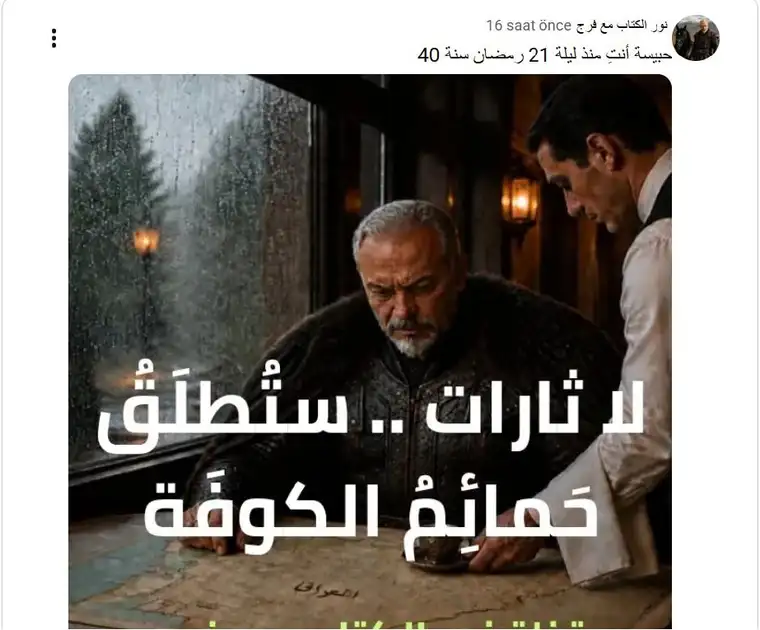 نور الكتاب مع فرج 16 saat önce
حبيسة أنتِ منذ ليلة 21 رمضان سنة 40
لا ثارات .. ستُطلَقُ
حَمائِمُ الكوفَة
العراق